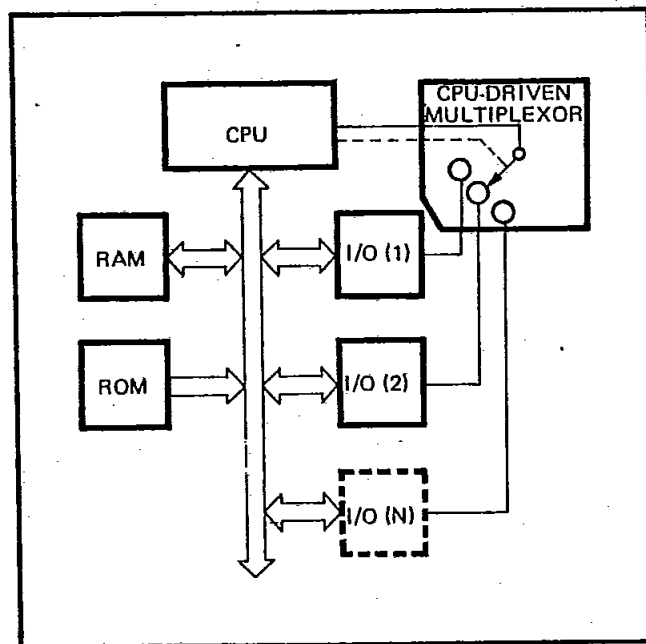 CPU-DRIVEN
MULTIPLEXOR
CPU
RAM
I/O (1)
ROM
I/O (2)
I/O (N)